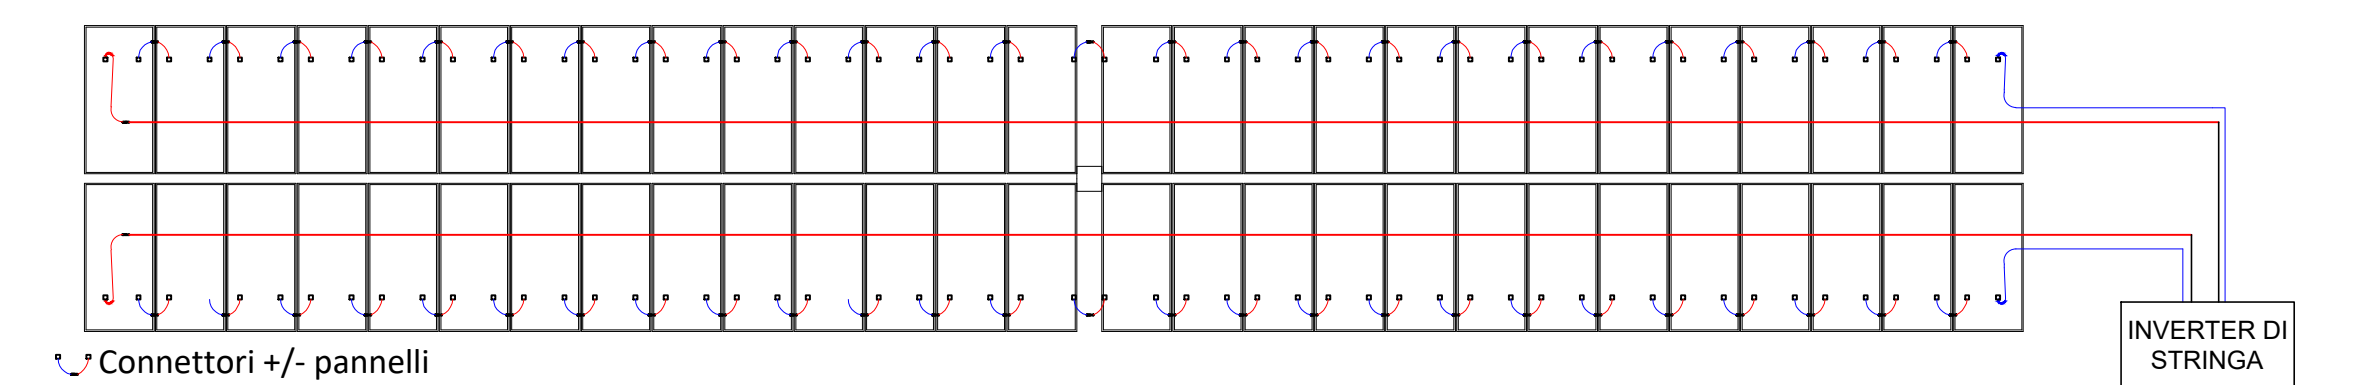 Connettori +/- pannelli
INVERTER DI
STRINGA